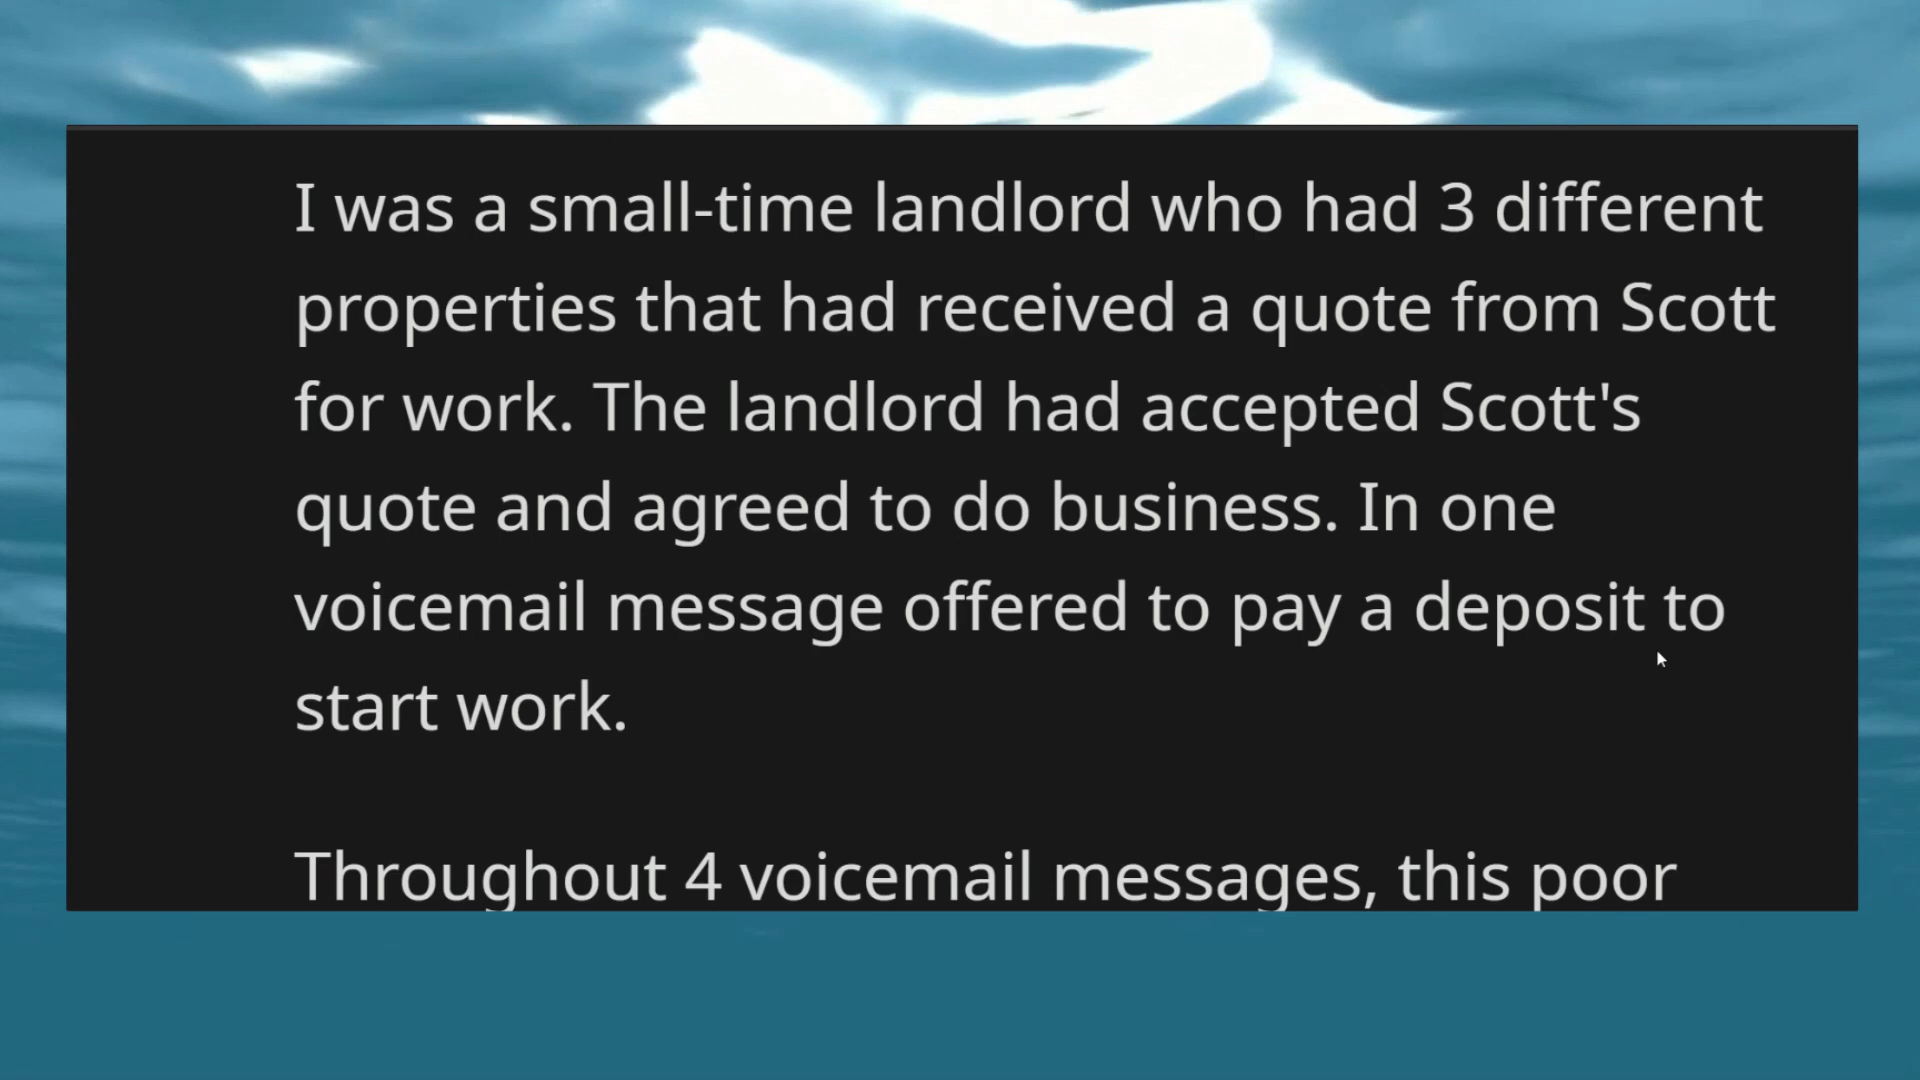 I was a small-time landlord who had 3 different
properties that had received a quote from Scott
for work. The landlord had accepted Scott's
quote and agreed to do business. In one
voicemail message offered to pay a deposit to
start work.
Throughout 4 voicemail messages, this poor